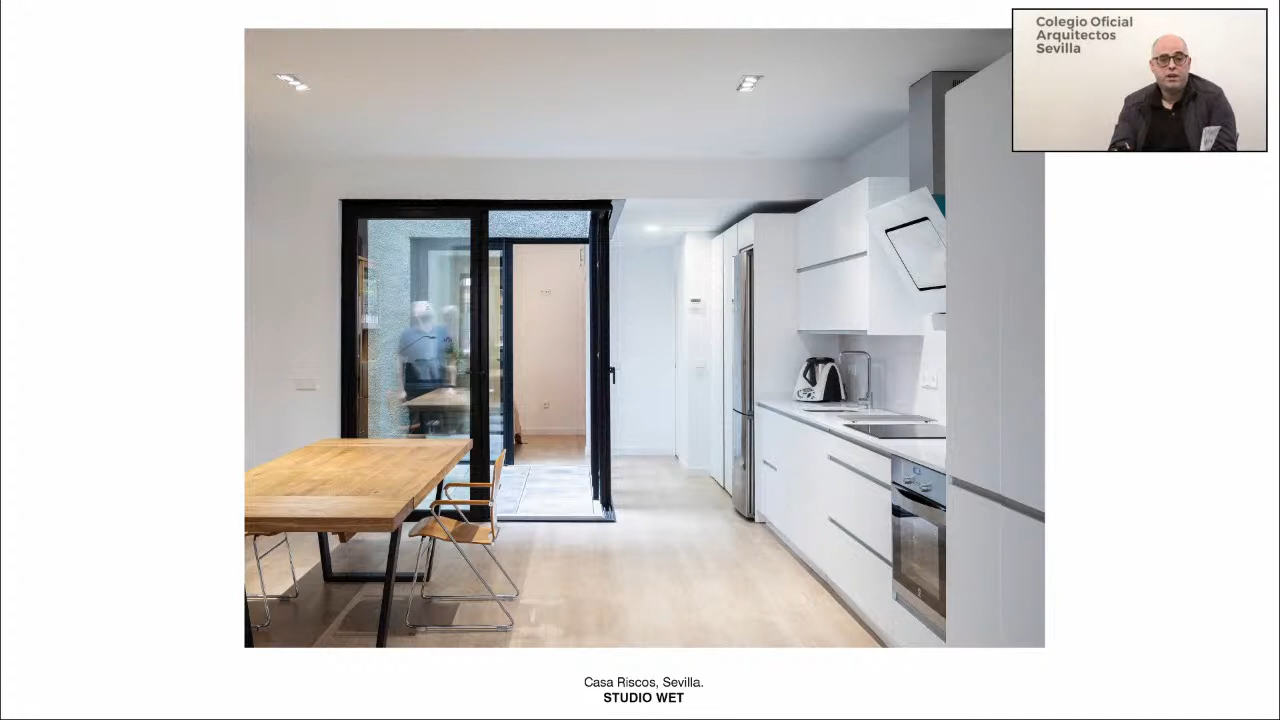 Colegio Oficial
Arquitectos
Sevilla
Casa Riscos, Sevilla.
STUDIO WET